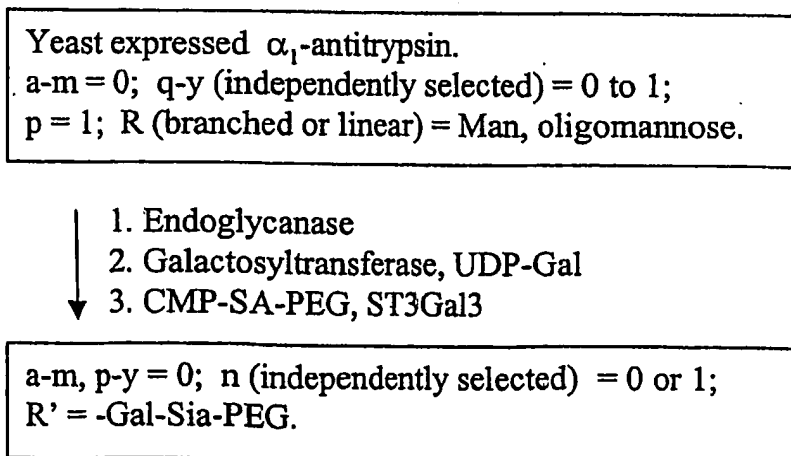 Yeast expressed α₁-antitrypsin.
a-m = 0; q-y (independently selected) = 0 to 1;
p = 1; R (branched or linear) = Man, oligomannose.
1. Endoglycanase
2. Galactosyltransferase, UDP-Gal
3. CMP-SA-PEG, ST3Gal3
a-m, p-y = 0; n (independently selected) = 0 or 1;
R' = -Gal-Sia-PEG.